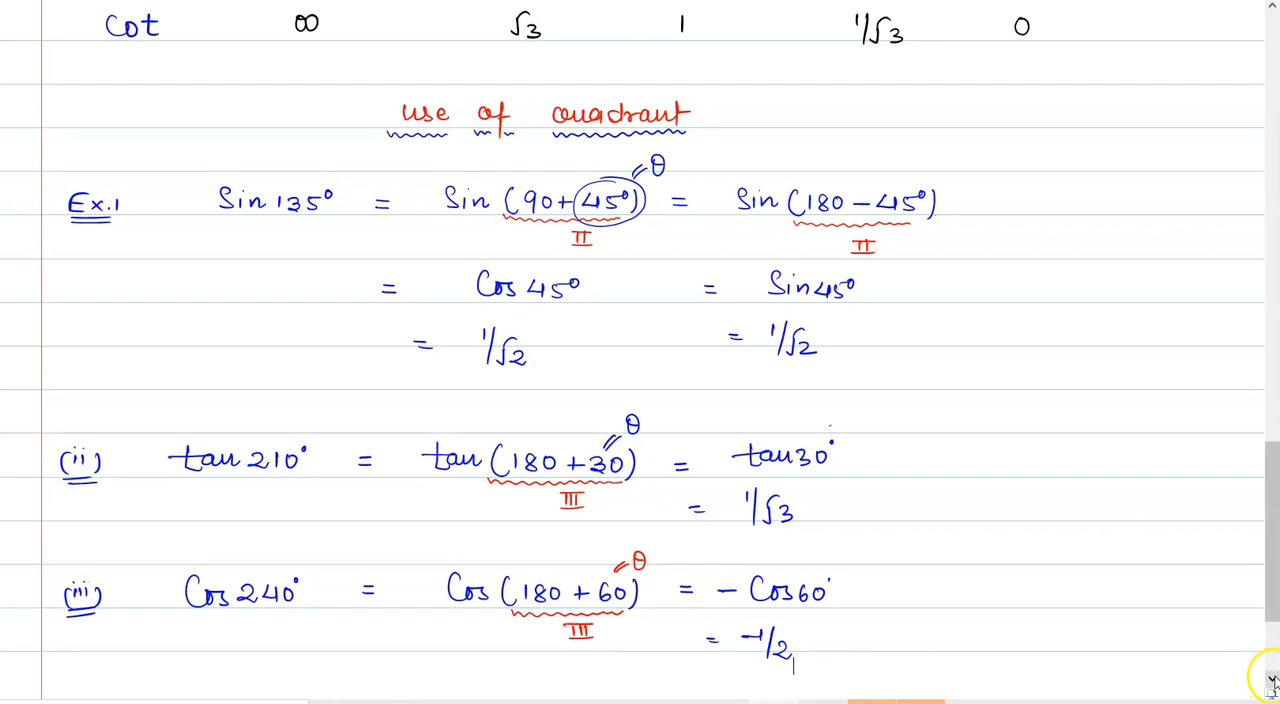 Cot ∞ √3 1 1/√3 0
use of quadrant
θ
Ex.1 Sin 135° = Sin (90+45°) = Sin (180-45°)
II II
= Cos 45° = Sin 45°
= 1/√2 = 1/√2
θ
(ii) tan 210° = tan (180+30) = tan 30°
III = 1/√3
θ
(iii) Cos 240° = Cos (180+60) = - Cos 60°
III = -1/2